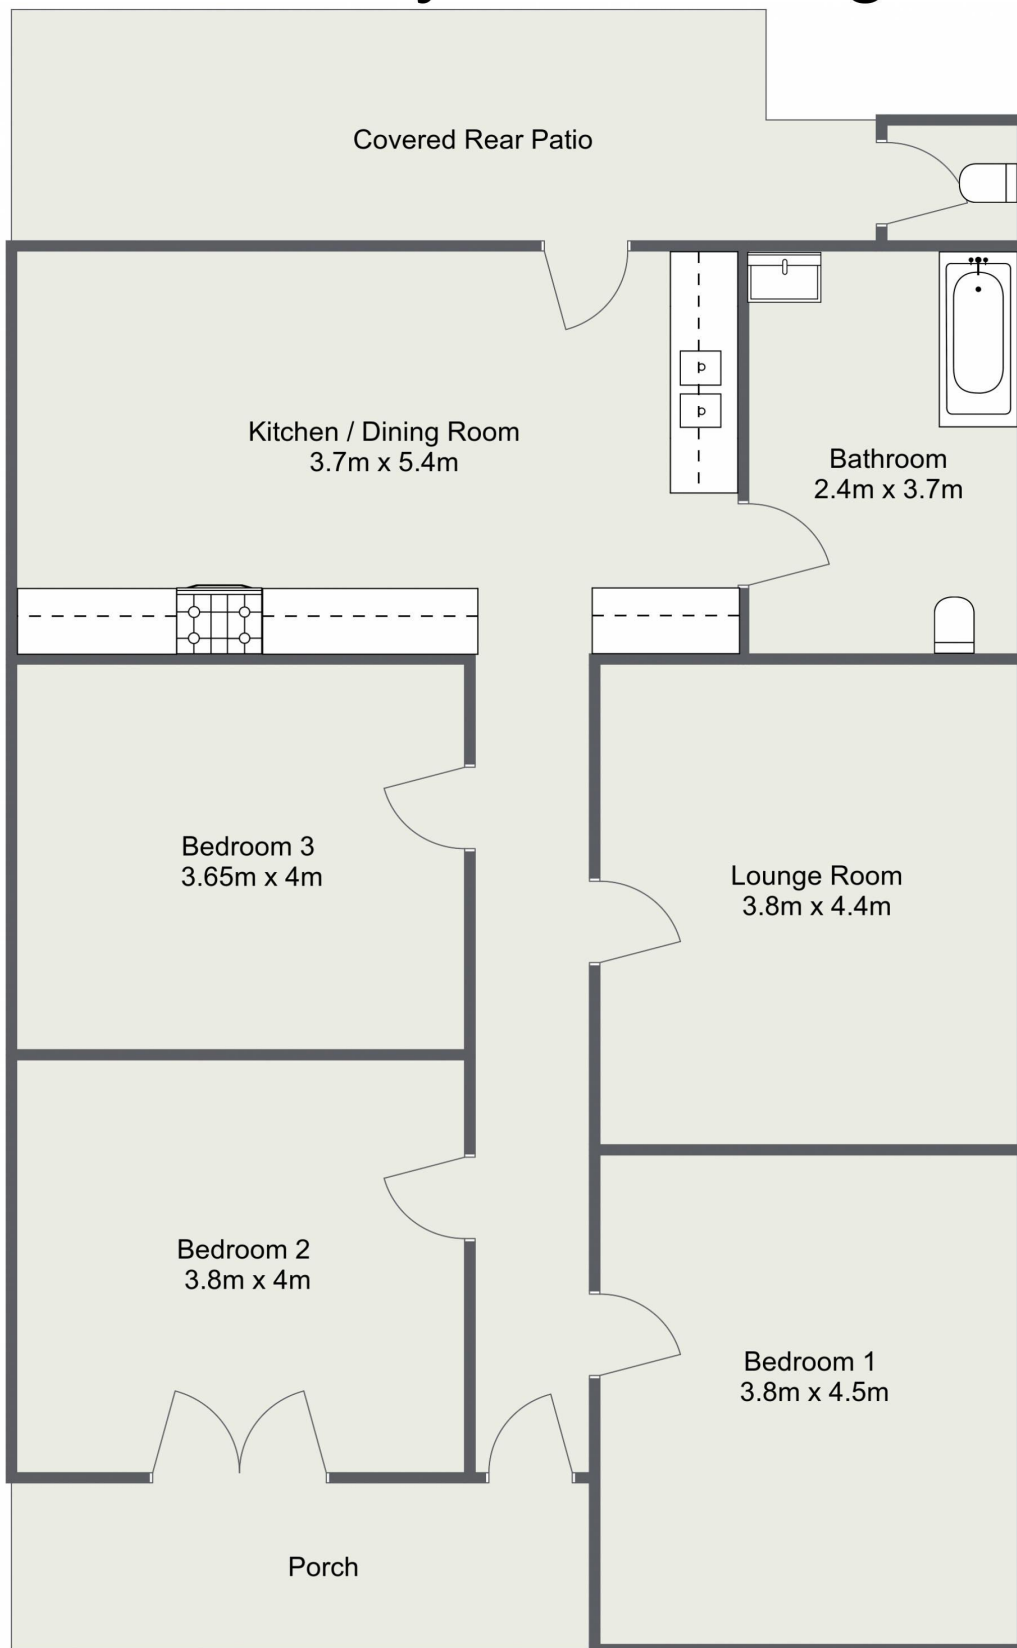 Covered Rear Patio
Kitchen / Dining Room
3.7m x 5.4m
Bathroom
2.4m x 3.7m
Bedroom 3
3.65m x 4m
Lounge Room
3.8m x 4.4m
Bedroom 2
3.8m x 4m
Bedroom 1
3.8m x 4.5m
Porch